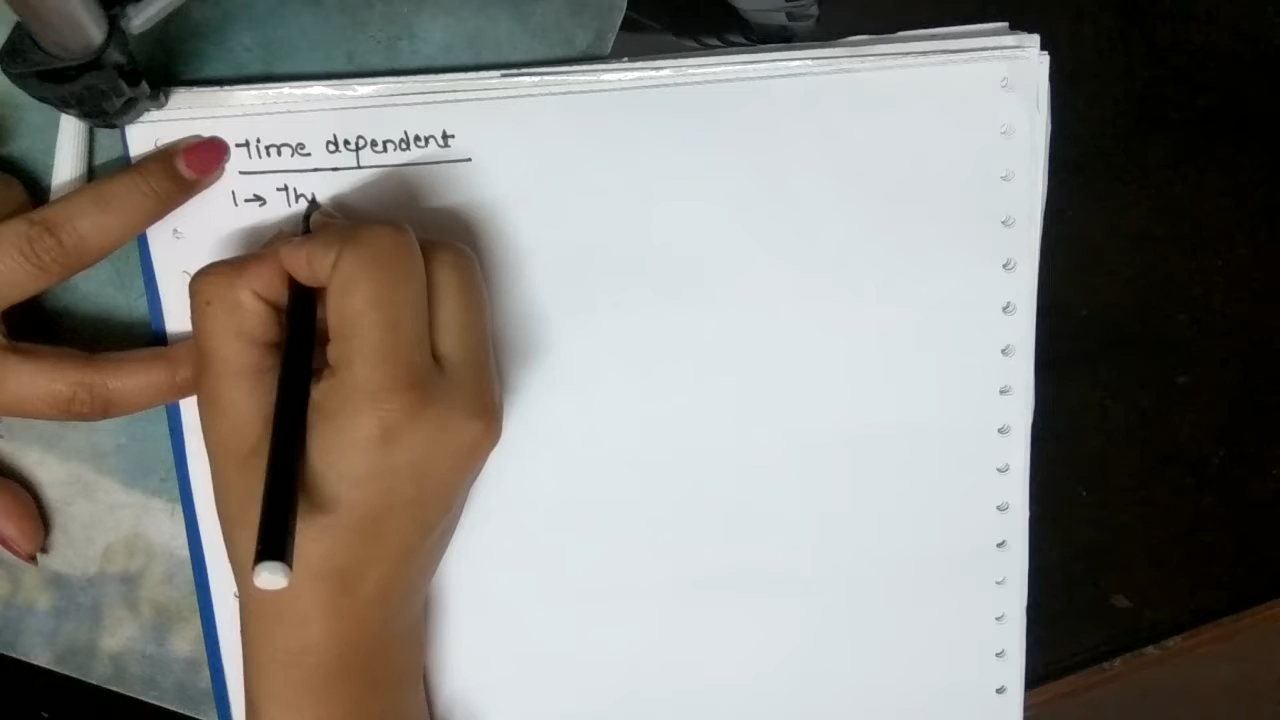 Time dependent
1 → Th